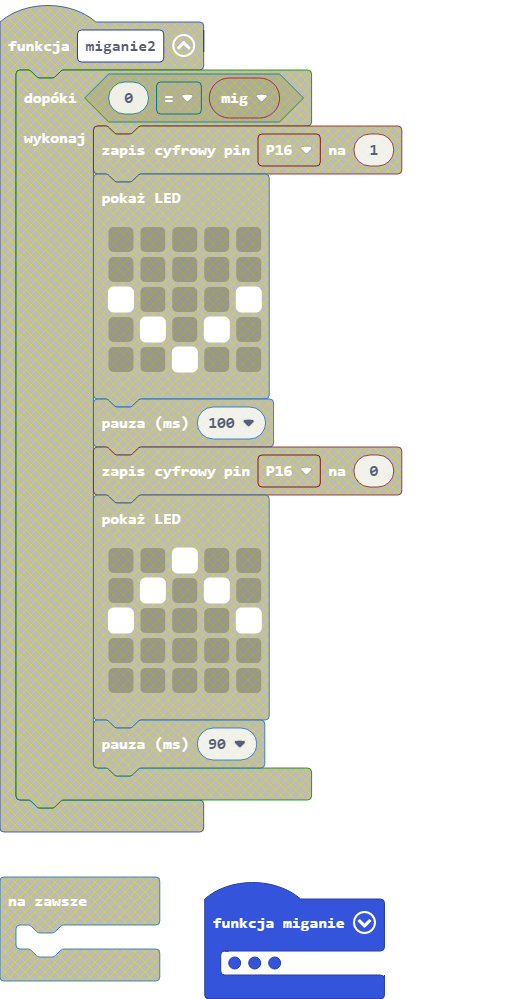 funkcja miganie2
dopóki 0 = mig
wykonaj
zapis cyfrowy pin P16 na 1
pokaż LED
pauza (ms) 100
zapis cyfrowy pin P16 na 0
pokaż LED
pauza (ms) 90
na zawsze
funkcja miganie